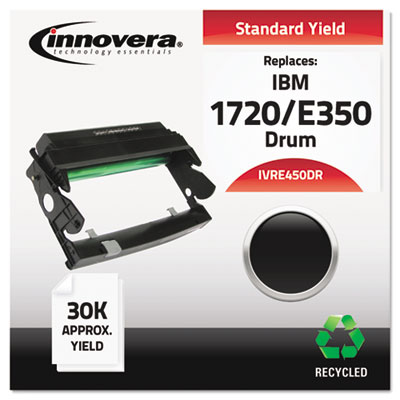 innovera
technology essentials
Standard Yield
Replaces:
IBM
1720/E350
Drum
IVRE450DR
30K
APPROX.
YIELD
RECYCLED